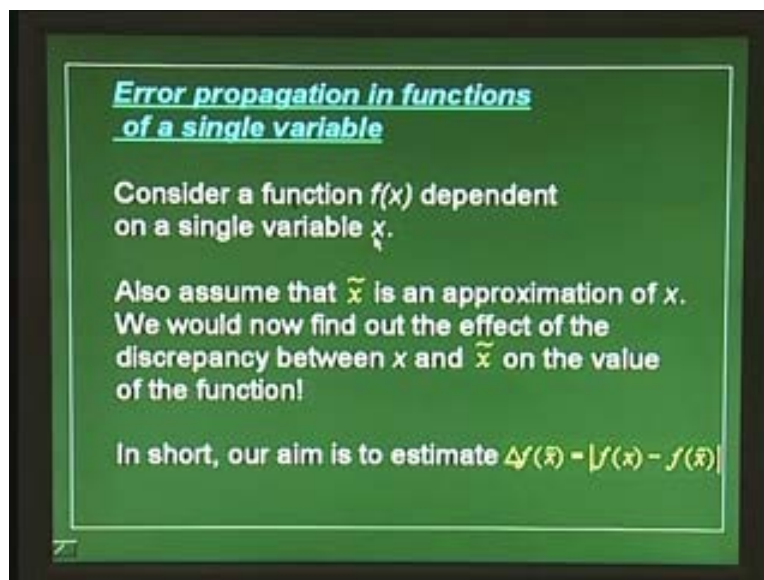 Error propagation in functions
of a single variable
Consider a function f(x) dependent
on a single variable x.
Also assume that x̃ is an approximation of x.
We would now find out the effect of the
discrepancy between x and x̃ on the value
of the function!
In short, our aim is to estimate Δf(x̃) = |f(x) – f(x̃)|